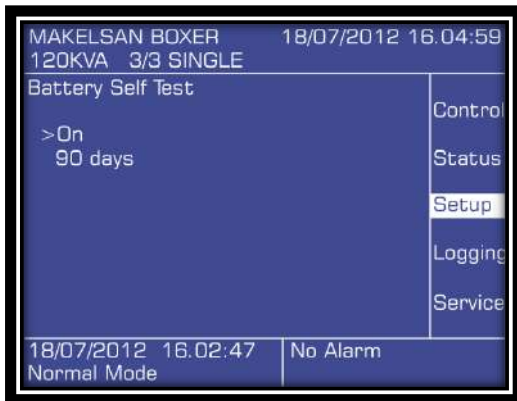 MAKELSAN BOXER 18/07/2012 16.04:59
120KVA 3/3 SINGLE
Battery Self Test
>On
90 days
Control
Status
Setup
Logging
Service
18/07/2012 16.02:47 No Alarm
Normal Mode